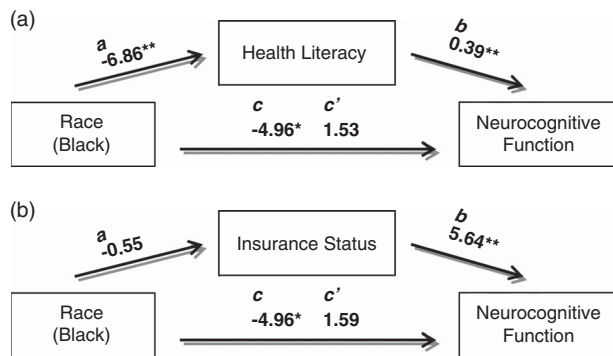 (a)
a
-6.86**
Health Literacy
b
0.39**
Race
(Black)
c c’
-4.96* 1.53
Neurocognitive
Function
(b)
a
-0.55
Insurance Status
b
5.64**
Race
(Black)
c c’
-4.96* 1.59
Neurocognitive
Function